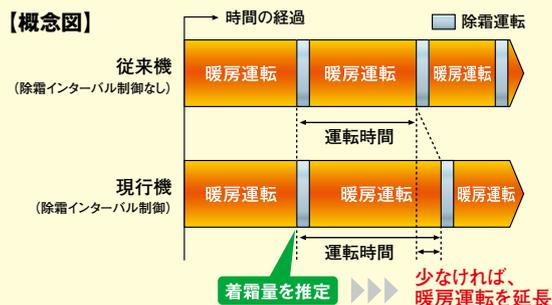 【概念図】
時間の経過
除霜運転
従来機
（除霜インターバル制御なし）
暖房運転
暖房運転
暖房運転
運転時間
現行機
（除霜インターバル制御）
暖房運転
暖房運転
暖房運転
運転時間
着霜量を推定
少なければ、
暖房運転を延長